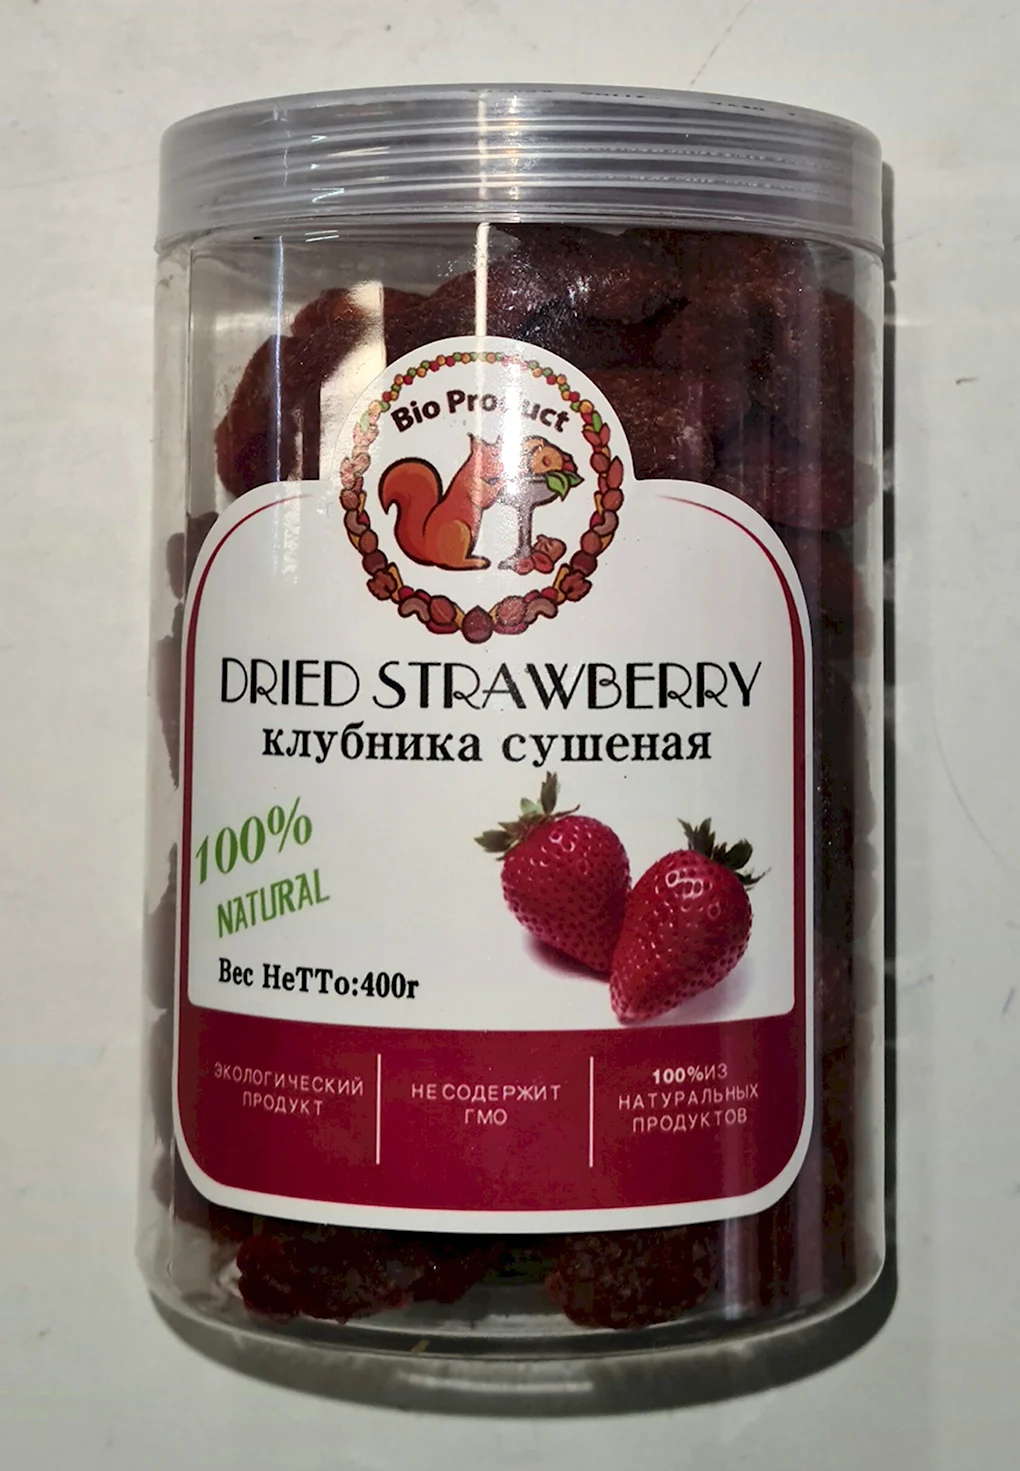 Bio Product
DRIED STRAWBERRY
клубника сушеная
100%
NATURAL
Вес НеТТо:400г
ЭКОЛОГИЧЕСКИЙ
ПРОДУКТ
НЕ СОДЕРЖИТ
ГМО
100%ИЗ
НАТУРАЛЬНЫХ
ПРОДУКТОВ